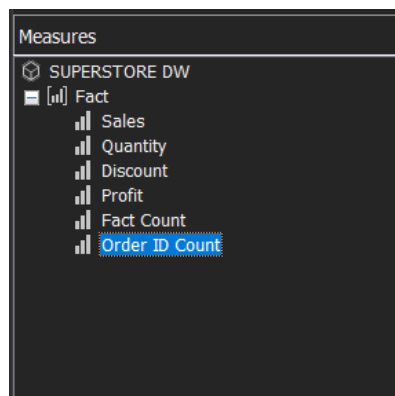 Measures
SUPERSTORE DW
Fact
Sales
Quantity
Discount
Profit
Fact Count
Order ID Count